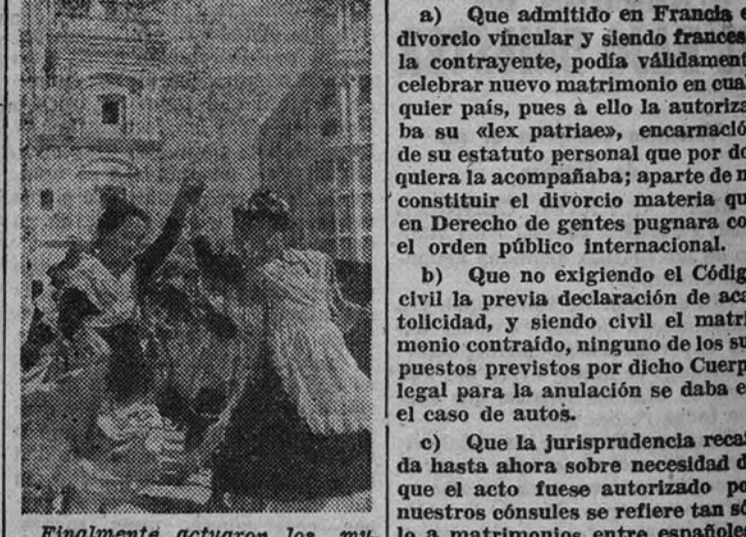 Finalmente actuaron los mu-
a) Que admitido en Francia e
divorcio vincular y siendo frances
la contrayente, podía válidament
celebrar nuevo matrimonio en cua
quier país, pues a ello la autoriza
ba su «lex patriae», encarnació
de su estatuto personal que por do
quiera la acompañaba; aparte de n
constituir el divorcio materia qu
en Derecho de gentes pugnara co
el orden público internacional.
b) Que no exigiendo el Códig
civil la previa declaración de aca
tolicidad, y siendo civil el matri
monio contraído, ninguno de los su
puestos previstos por dicho Cuerp
legal para la anulación se daba e
el caso de autos.
c) Que la jurisprudencia recaí
da hasta ahora sobre necesidad d
que el acto fuese autorizado po
nuestros cónsules se refiere tan só
lo a matrimonios entre españoles